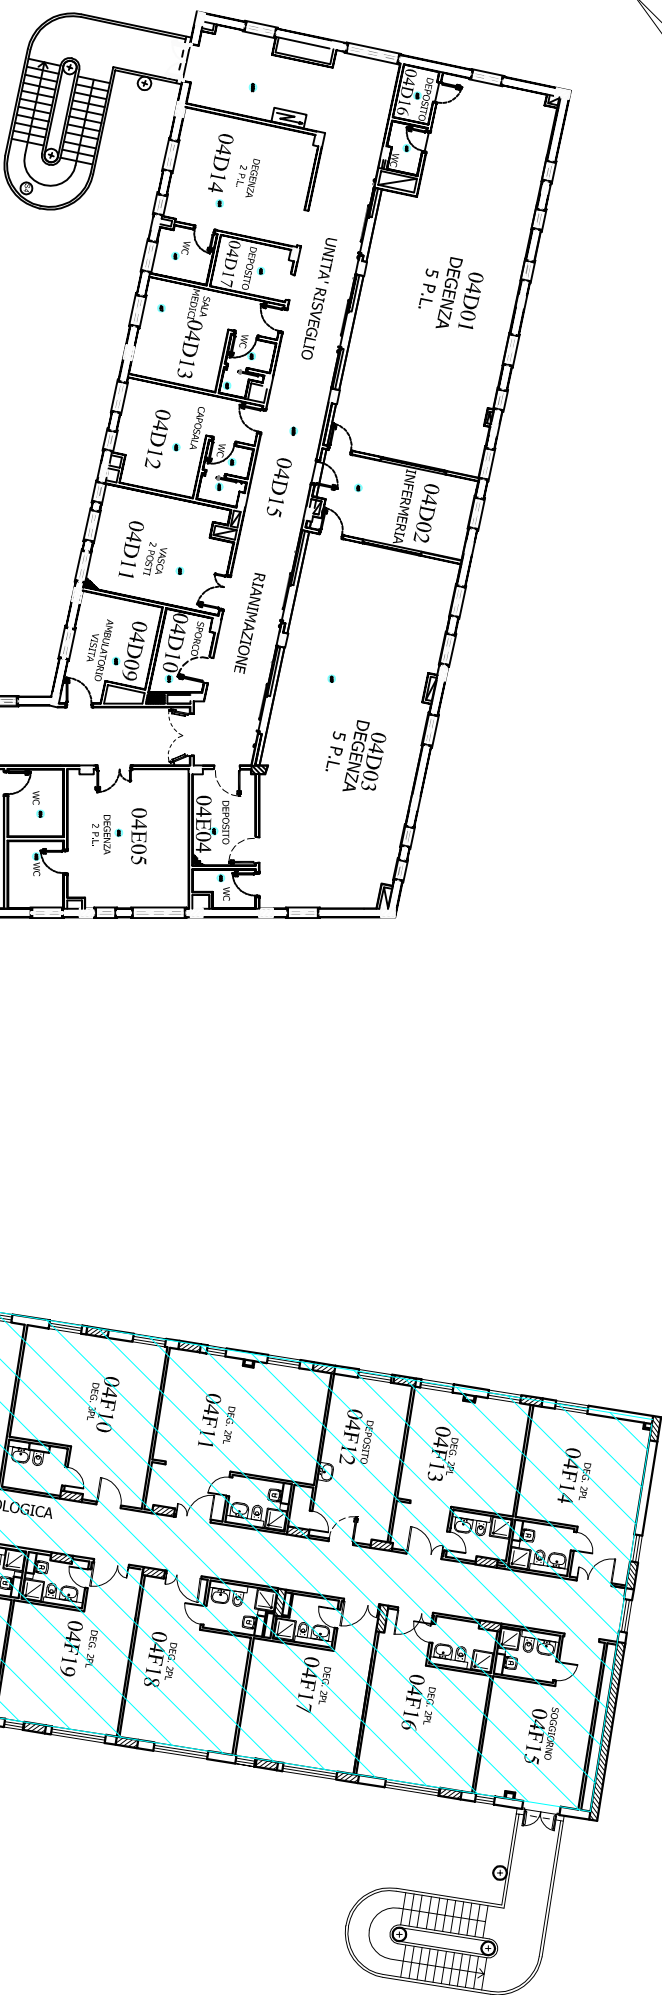 DEPOSITO
04D16
WC
04D01
DEGENZA
5 P.L.
DEGENZA
2 P.L.
04D14
WC
DEPOSITO
04D17
UNITA' RISVEGLIO
SALA
MEDICI
04D13
WC
CAPOSALA
04D12
WC
04D15
04D02
INFERMERIA
VASCA
2 POSTI
04D11
RIANIMAZIONE
SPORCO
04D10
04D09
AMBULATORIO
VISITA
04D03
DEGENZA
5 P.L.
WC
WC
04E05
DEGENZA
2 P.L.
DEPOSITO
04E04
WC
04F10
DEG. 3PL
DEG. 2PL
04F11
DEPOSITO
04F12
DEG. 2PL
04F13
DEG. 2PL
04F14
OLOGICA
DEG. 2PL
04F19
DEG. 2PL
04F18
DEG. 2PL
04F17
DEG. 2PL
04F16
SOGGIORNO
04F15